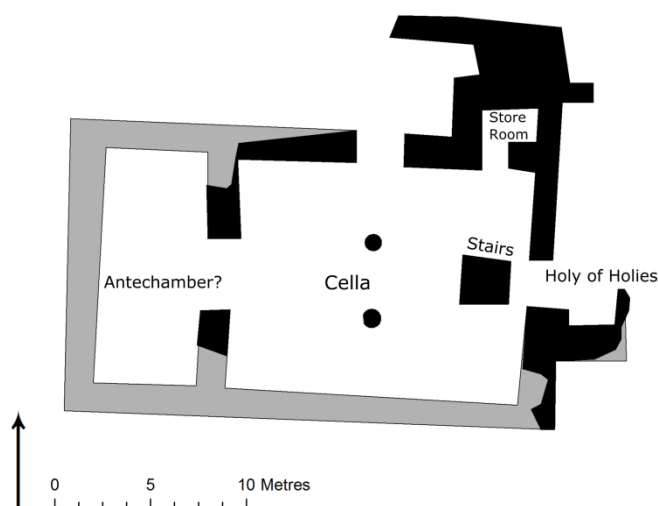 Store
Room
Stairs
Holy of Holies
Antechamber?
Cella
0 5 10 Metres